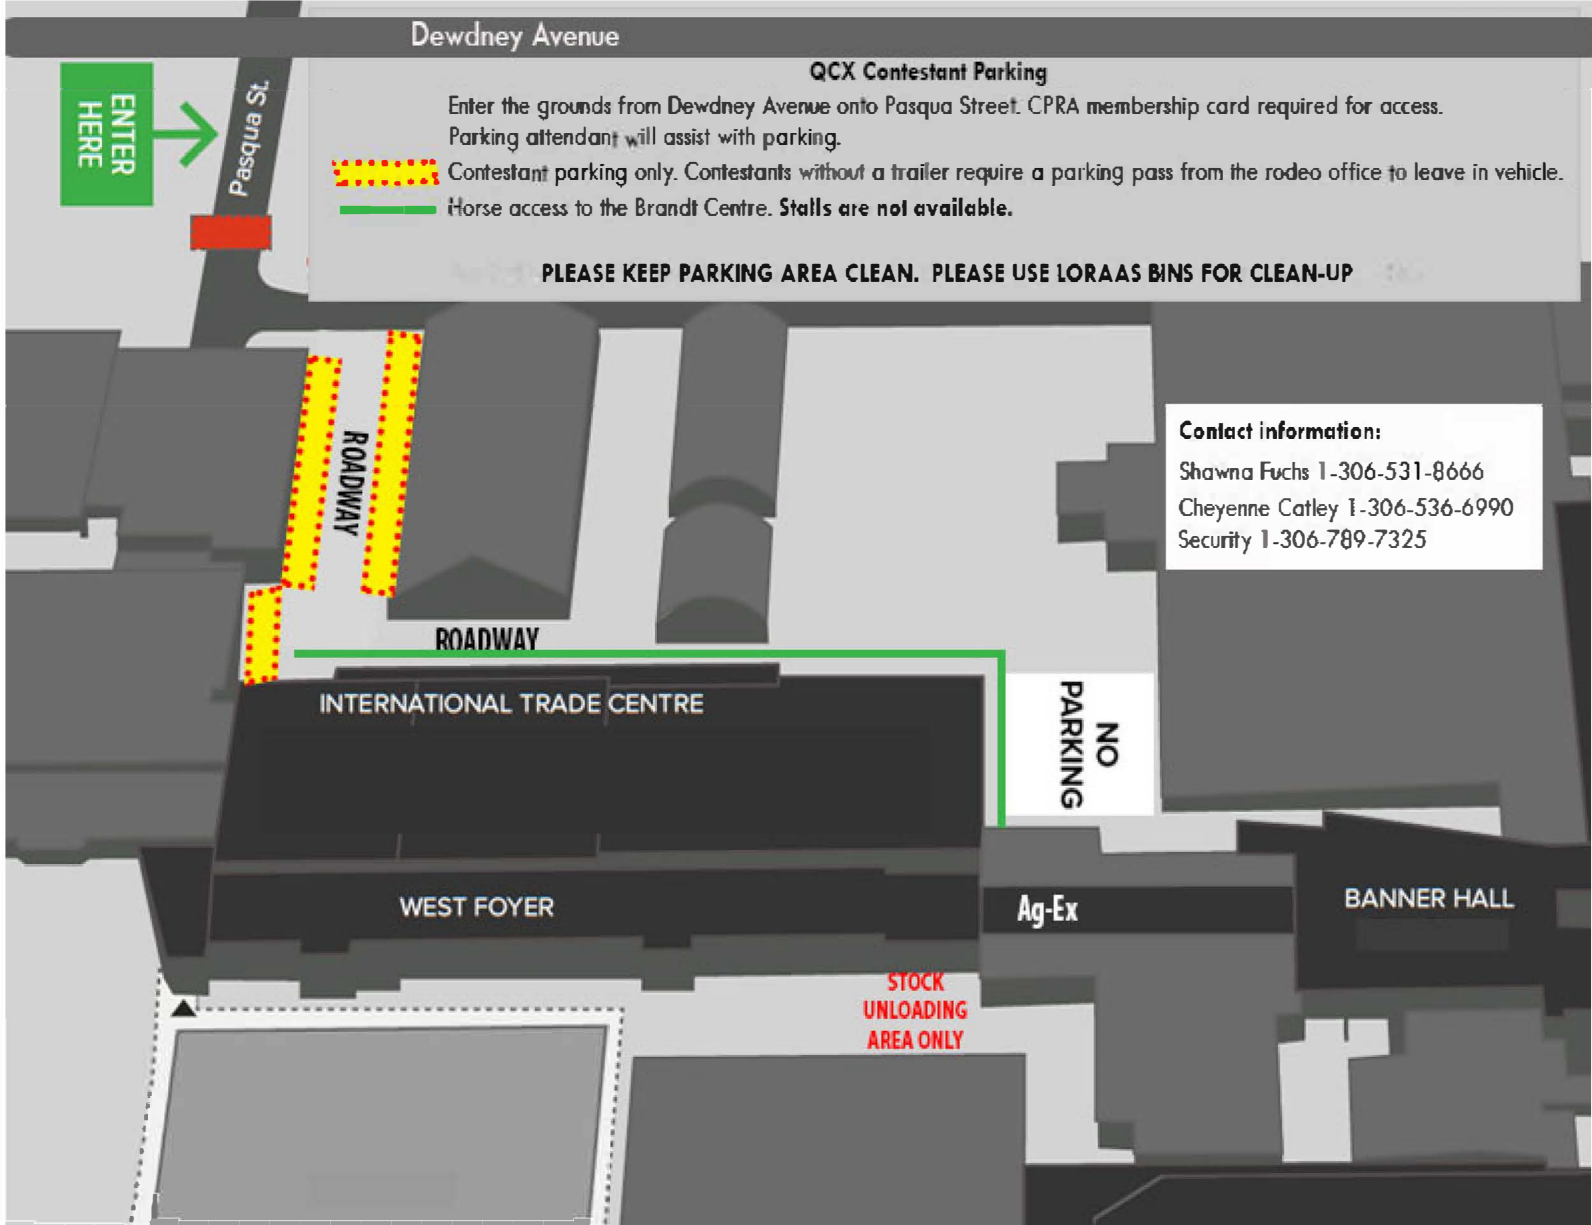 Dewdney Avenue
QCX Contestant Parking
ENTER
HERE
Pasqua St.
Enter the grounds from Dewdney Avenue onto Pasqua Street. CPRA membership card required for access.
Parking attendant will assist with parking.
Contestant parking only. Contestants without a trailer require a parking pass from the rodeo office to leave in vehicle.
Horse access to the Brandt Centre. Stalls are not available.
PLEASE KEEP PARKING AREA CLEAN. PLEASE USE LORAAS BINS FOR CLEAN-UP
ROADWAY
Contact information:
Shawna Fuchs 1-306-531-8666
Cheyenne Catley 1-306-536-6990
Security 1-306-789-7325
ROADWAY
INTERNATIONAL TRADE CENTRE
NO
PARKING
WEST FOYER
Ag-Ex
BANNER HALL
STOCK
UNLOADING
AREA ONLY